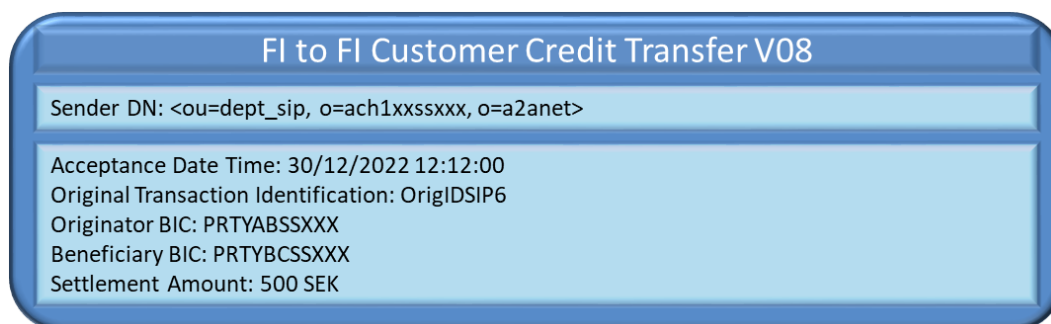 FI to FI Customer Credit Transfer V08
Sender DN: <ou=dept_sip, o=ach1xxssxxx, o=a2anet>
Acceptance Date Time: 30/12/2022 12:12:00
Original Transaction Identification: OrigIDSIP6
Originator BIC: PRTYABSSXXX
Beneficiary BIC: PRTYBCSSXXX
Settlement Amount: 500 SEK